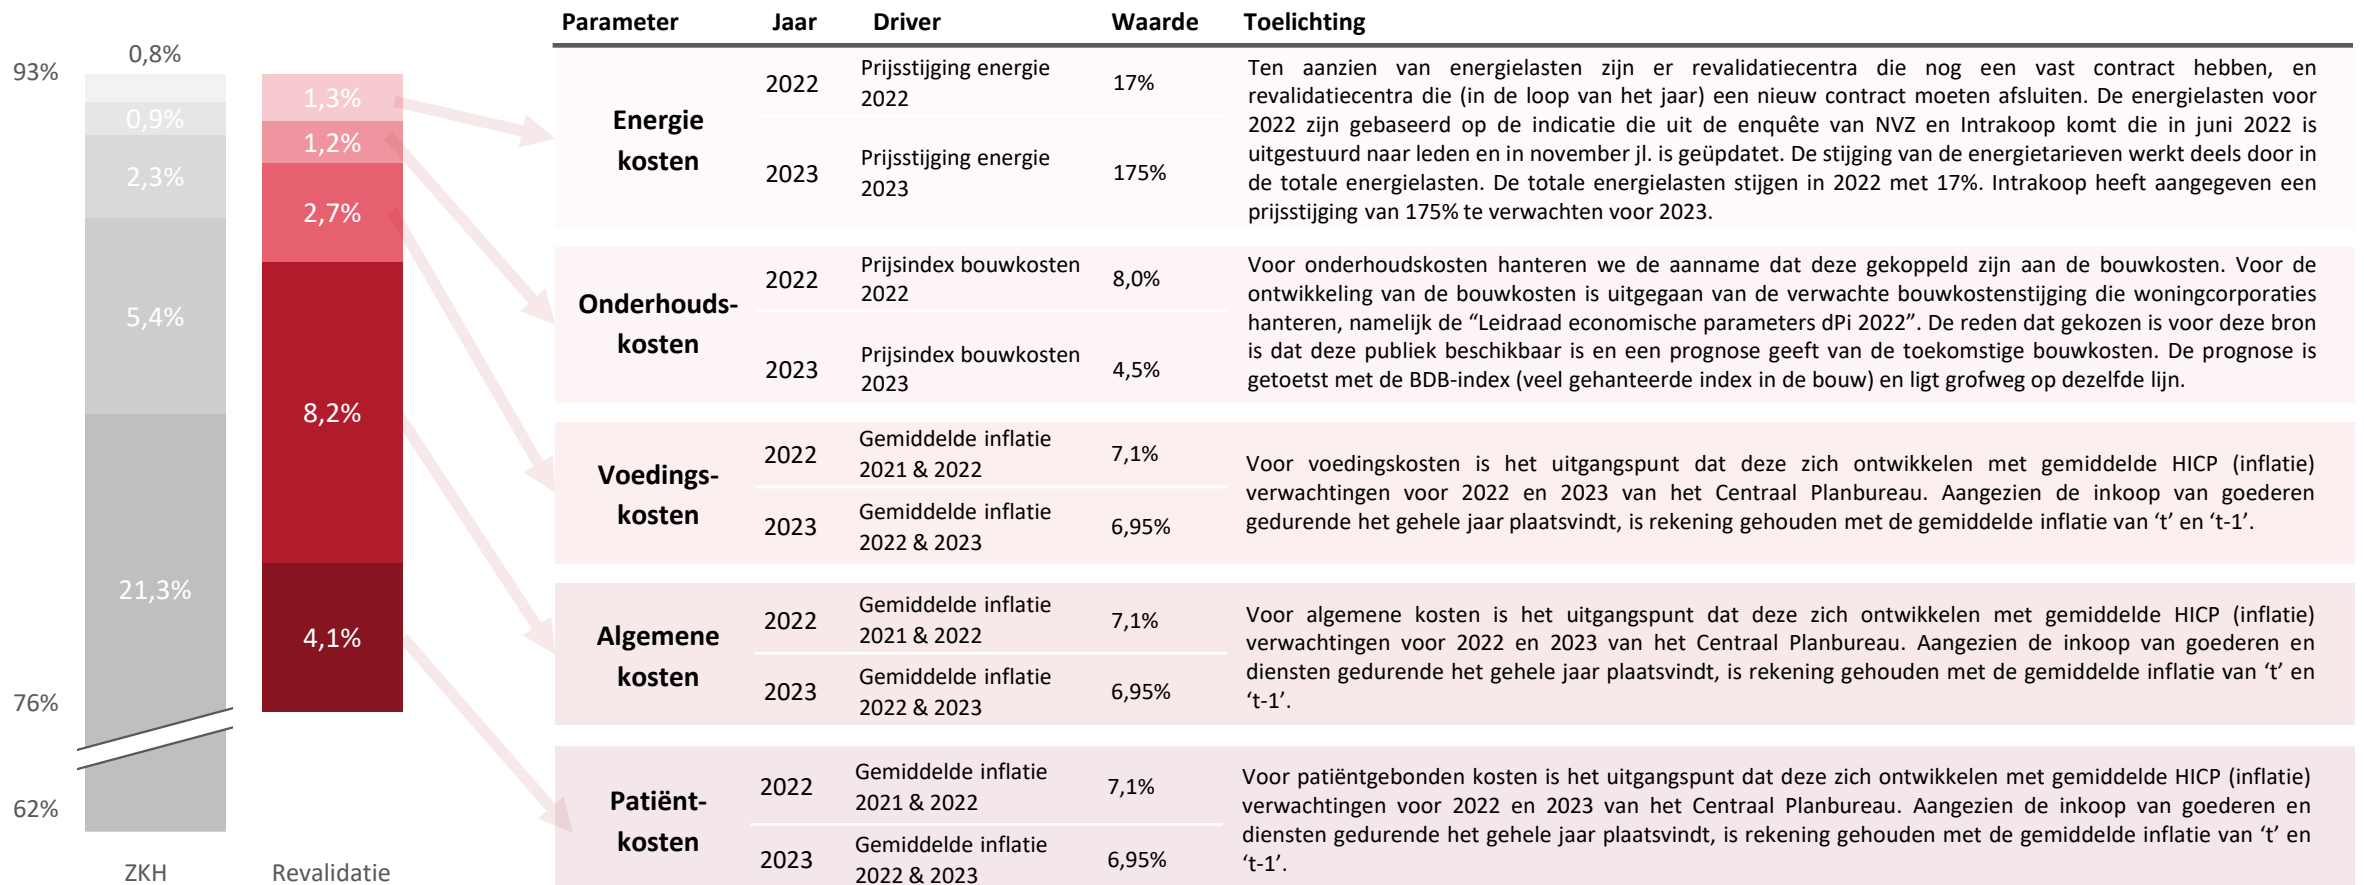 93%
0,8%
0,9%
2,3%
5,4%
21,3%
76%
62%
ZKH
1,3%
1,2%
2,7%
8,2%
4,1%
Revalidatie
Parameter Jaar Driver Waarde Toelichting
Energie
kosten
2022
Prijsstijging energie
2022
17%
2023
Prijsstijging energie
2023
175%
Ten aanzien van energielasten zijn er revalidatiecentra die nog een vast contract hebben, en
revalidatiecentra die (in de loop van het jaar) een nieuw contract moeten afsluiten. De energielasten voor
2022 zijn gebaseerd op de indicatie die uit de enquête van NVZ en Intrakoop komt die in juni 2022 is
uitgestuurd naar leden en in november jl. is geüpdatet. De stijging van de energietarieven werkt deels door in
de totale energielasten. De totale energielasten stijgen in 2022 met 17%. Intrakoop heeft aangegeven een
prijsstijging van 175% te verwachten voor 2023.
Onderhouds-
kosten
2022
Prijsindex bouwkosten
2022
8,0%
2023
Prijsindex bouwkosten
2023
4,5%
Voor onderhoudskosten hanteren we de aanname dat deze gekoppeld zijn aan de bouwkosten. Voor de
ontwikkeling van de bouwkosten is uitgegaan van de verwachte bouwkostenstijging die woningcorporaties
hanteren, namelijk de “Leidraad economische parameters dPi 2022”. De reden dat gekozen is voor deze bron
is dat deze publiek beschikbaar is en een prognose geeft van de toekomstige bouwkosten. De prognose is
getoetst met de BDB-index (veel gehanteerde index in de bouw) en ligt grofweg op dezelfde lijn.
Voedings-
kosten
2022
Gemiddelde inflatie
2021 & 2022
7,1%
2023
Gemiddelde inflatie
2022 & 2023
6,95%
Voor voedingskosten is het uitgangspunt dat deze zich ontwikkelen met gemiddelde HICP (inflatie)
verwachtingen voor 2022 en 2023 van het Centraal Planbureau. Aangezien de inkoop van goederen
gedurende het gehele jaar plaatsvindt, is rekening gehouden met de gemiddelde inflatie van ‘t’ en ‘t-1’.
Algemene
kosten
2022
Gemiddelde inflatie
2021 & 2022
7,1%
2023
Gemiddelde inflatie
2022 & 2023
6,95%
Voor algemene kosten is het uitgangspunt dat deze zich ontwikkelen met gemiddelde HICP (inflatie)
verwachtingen voor 2022 en 2023 van het Centraal Planbureau. Aangezien de inkoop van goederen en
diensten gedurende het gehele jaar plaatsvindt, is rekening gehouden met de gemiddelde inflatie van ‘t’ en
‘t-1’.
Patiënt-
kosten
2022
Gemiddelde inflatie
2021 & 2022
7,1%
2023
Gemiddelde inflatie
2022 & 2023
6,95%
Voor patiëntgebonden kosten is het uitgangspunt dat deze zich ontwikkelen met gemiddelde HICP (inflatie)
verwachtingen voor 2022 en 2023 van het Centraal Planbureau. Aangezien de inkoop van goederen en
diensten gedurende het gehele jaar plaatsvindt, is rekening gehouden met de gemiddelde inflatie van ‘t’ en
‘t-1’.